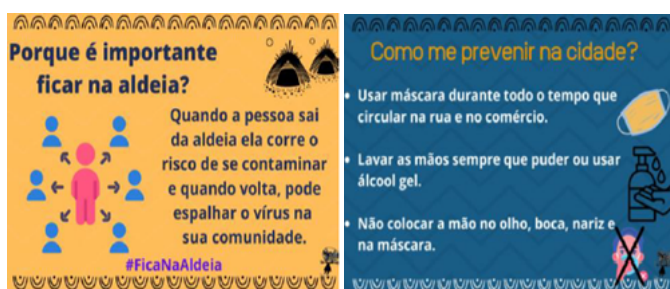 Porque é importante
ficar na aldeia?
Quando a pessoa sai
da aldeia ela corre o
risco de se contaminar
e quando volta, pode
espalhar o vírus na
sua comunidade.
#FicaNaAldeia
Como me prevenir na cidade?
• Usar máscara durante todo o tempo que
circular na rua e no comércio.
• Lavar as mãos sempre que puder ou usar
álcool gel.
• Não colocar a mão no olho, boca, nariz e
na máscara.